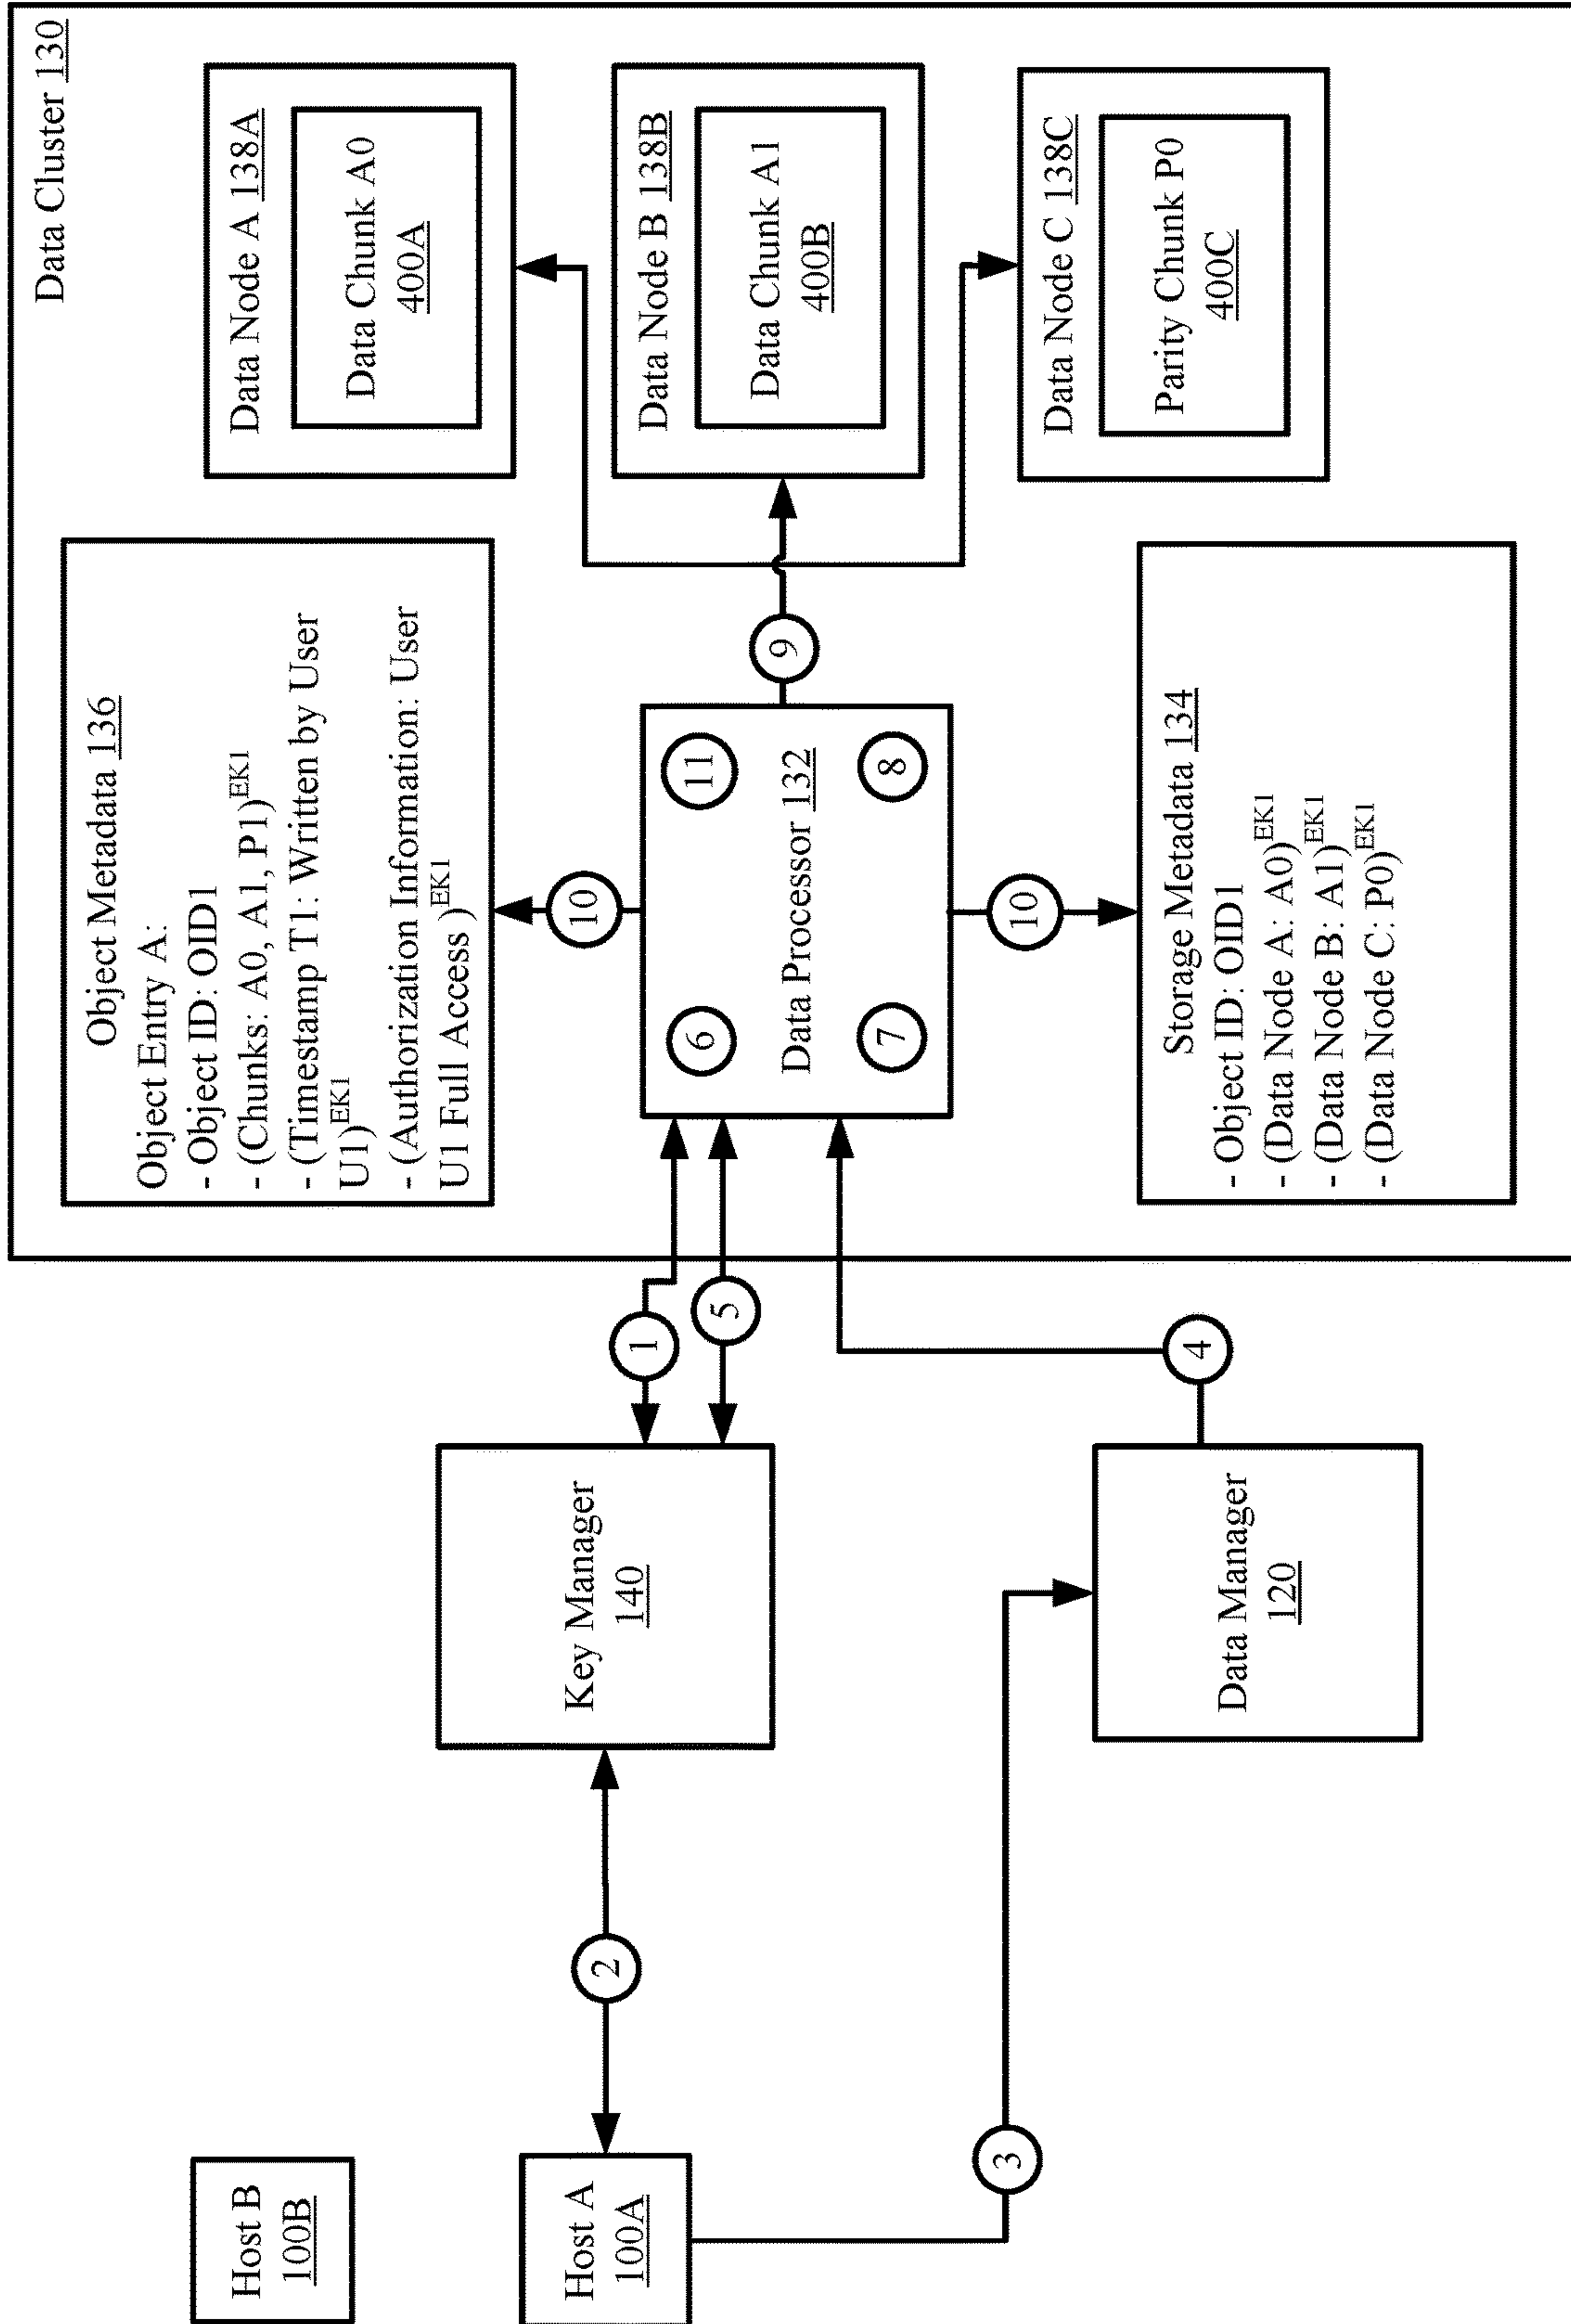 Data Cluster 130
Object Metadata 136
Object Entry A:
- Object ID: OID1
- (Chunks: A0, A1, P1)EK1
- (Timestamp T1: Written by User
U1)EK1
- (Authorization Information: User
U1 Full Access )EK1
Data Node A 138A
Data Chunk A0
400A
Host B
100B
Host A
100A
2
Key Manager
140
1
5
10
6
11
Data Processor 132
7
8
9
Data Node B 138B
Data Chunk A1
400B
10
3
Data Manager
120
4
Storage Metadata 134
- Object ID: OID1
- (Data Node A: A0)EK1
- (Data Node B: A1)EK1
- (Data Node C: P0)EK1
Data Node C 138C
Parity Chunk P0
400C